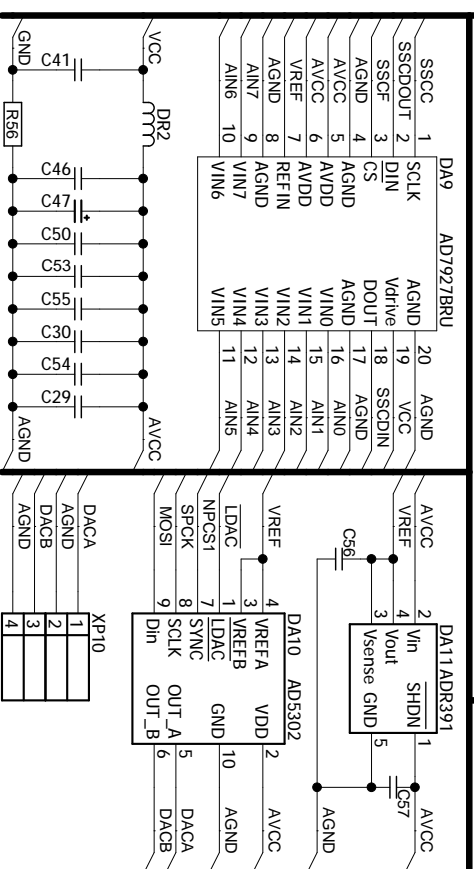 DA9 AD7927BRU
SSCC 1 SCLK AGND 20 AGND
SSCDOUT 2 DIN Vdrive 19 VCC
SSCF 3 CS DOUT 18 SSCDIN
AGND 4 AGND AGND 17 AGND
AVCC 5 AVDD VIN0 16 AIN0
AVCC 6 AVDD VIN1 15 AIN1
VREF 7 REFIN VIN2 14 AIN2
AGND 8 AGND VIN3 13 AIN3
AIN7 9 VIN7 VIN4 12 AIN4
AIN6 10 VIN6 VIN5 11 AIN5
VCC DR2 AVCC
C41 C46 C47 + C50 C53 C55 C30 C54 C29
GND R56 AGND
DA11 ADR391
AVCC 2 Vin SHDN 1 AVCC
VREF 4 Vout
3 Vsense GND 5
C56 C57
AGND
DA10 AD5302
VREF 4 VREFA VDD 2 AVCC
3 VREFB
LDAC 1 LDAC GND 10 AGND
NPCS1 7 SYNC
SPCK 8 SCLK OUT_A 5 DACA
MOSI 9 Din OUT_B 6 DACB
XP10
DACA 1
AGND 2
DACB 3
AGND 4